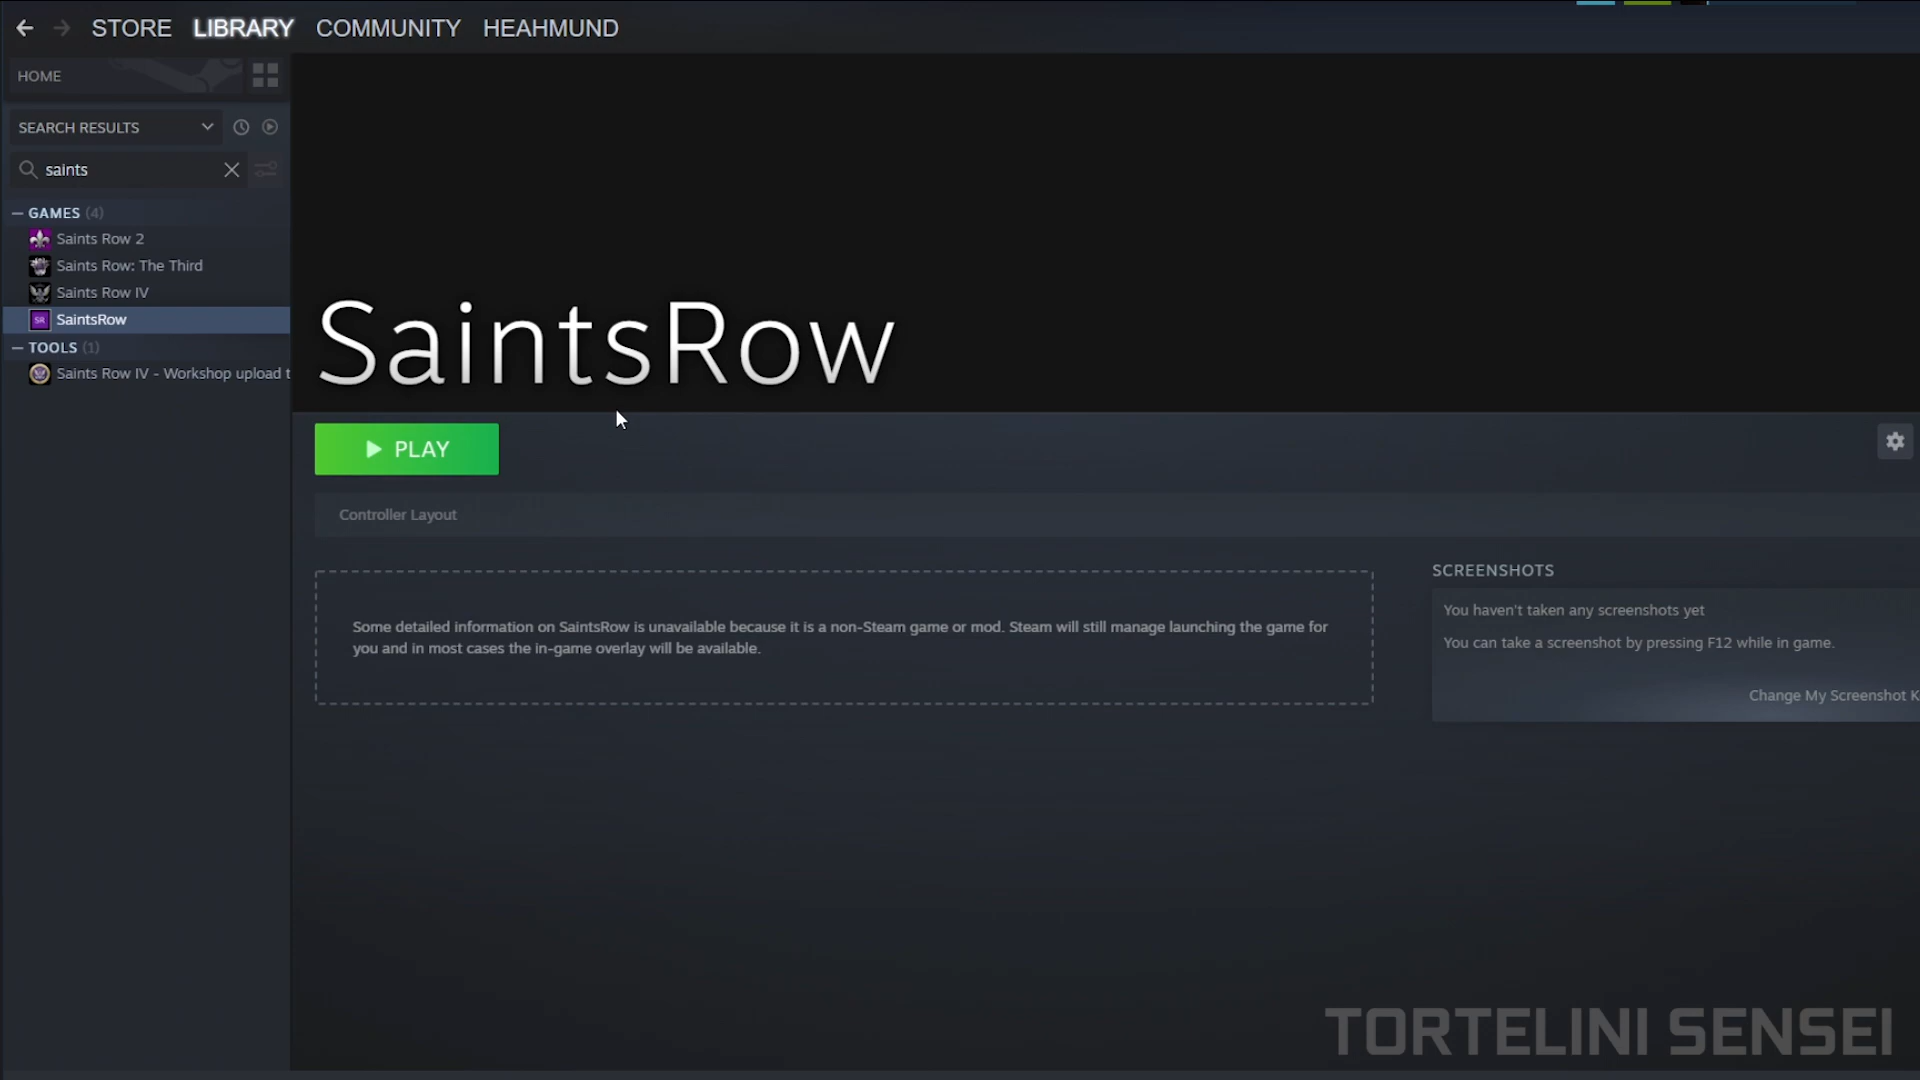 STORE LIBRARY COMMUNITY HEAHMUND
HOME
SEARCH RESULTS
saints
GAMES (4)
Saints Row 2
Saints Row: The Third
Saints Row IV
SR SaintsRow
TOOLS (1)
Saints Row IV - Workshop upload t
SaintsRow
PLAY
Controller Layout
Some detailed information on SaintsRow is unavailable because it is a non-Steam game or mod. Steam will still manage launching the game for
you and in most cases the in-game overlay will be available.
SCREENSHOTS
You haven't taken any screenshots yet
You can take a screenshot by pressing F12 while in game.
Change My Screenshot K
TORTELINI SENSEI